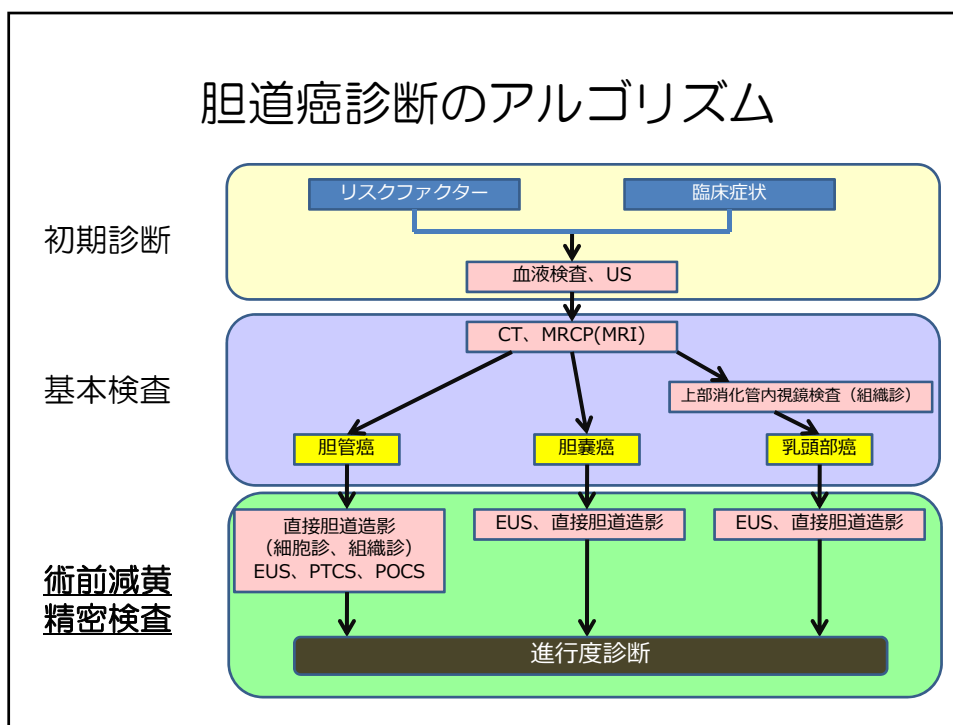 胆道癌診断のアルゴリズム
初期診断
リスクファクター
臨床症状
血液検査、US
基本検査
CT、MRCP(MRI)
上部消化管内視鏡検査（組織診）
胆管癌
胆嚢癌
乳頭部癌
術前減黄
精密検査
直接胆道造影
（細胞診、組織診）
EUS、PTCS、POCS
EUS、直接胆道造影
EUS、直接胆道造影
進行度診断